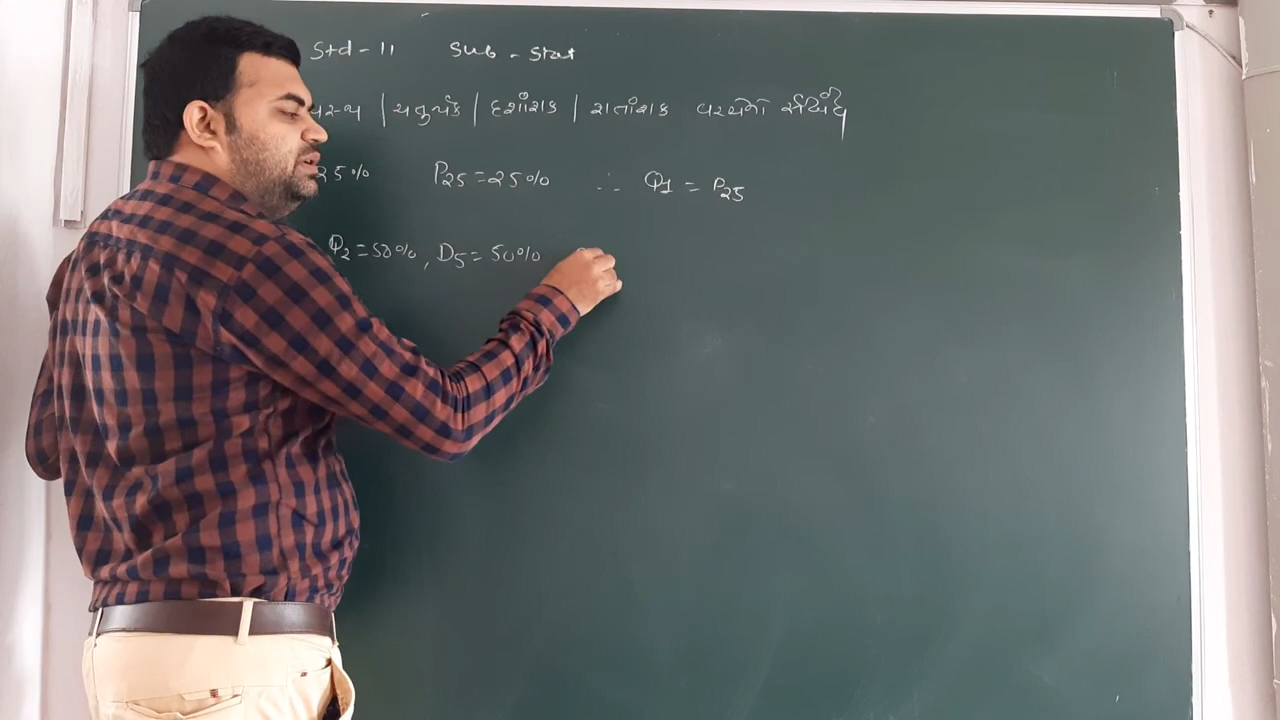 Std - 11 Sub - Stat
| ચતુર્થક | દશાંશક | શતાંશક વચ્ચેનો સંબંધ
25% P25 = 25% ∴ Q1 = P25
Q2 = 50%, D5 = 50%